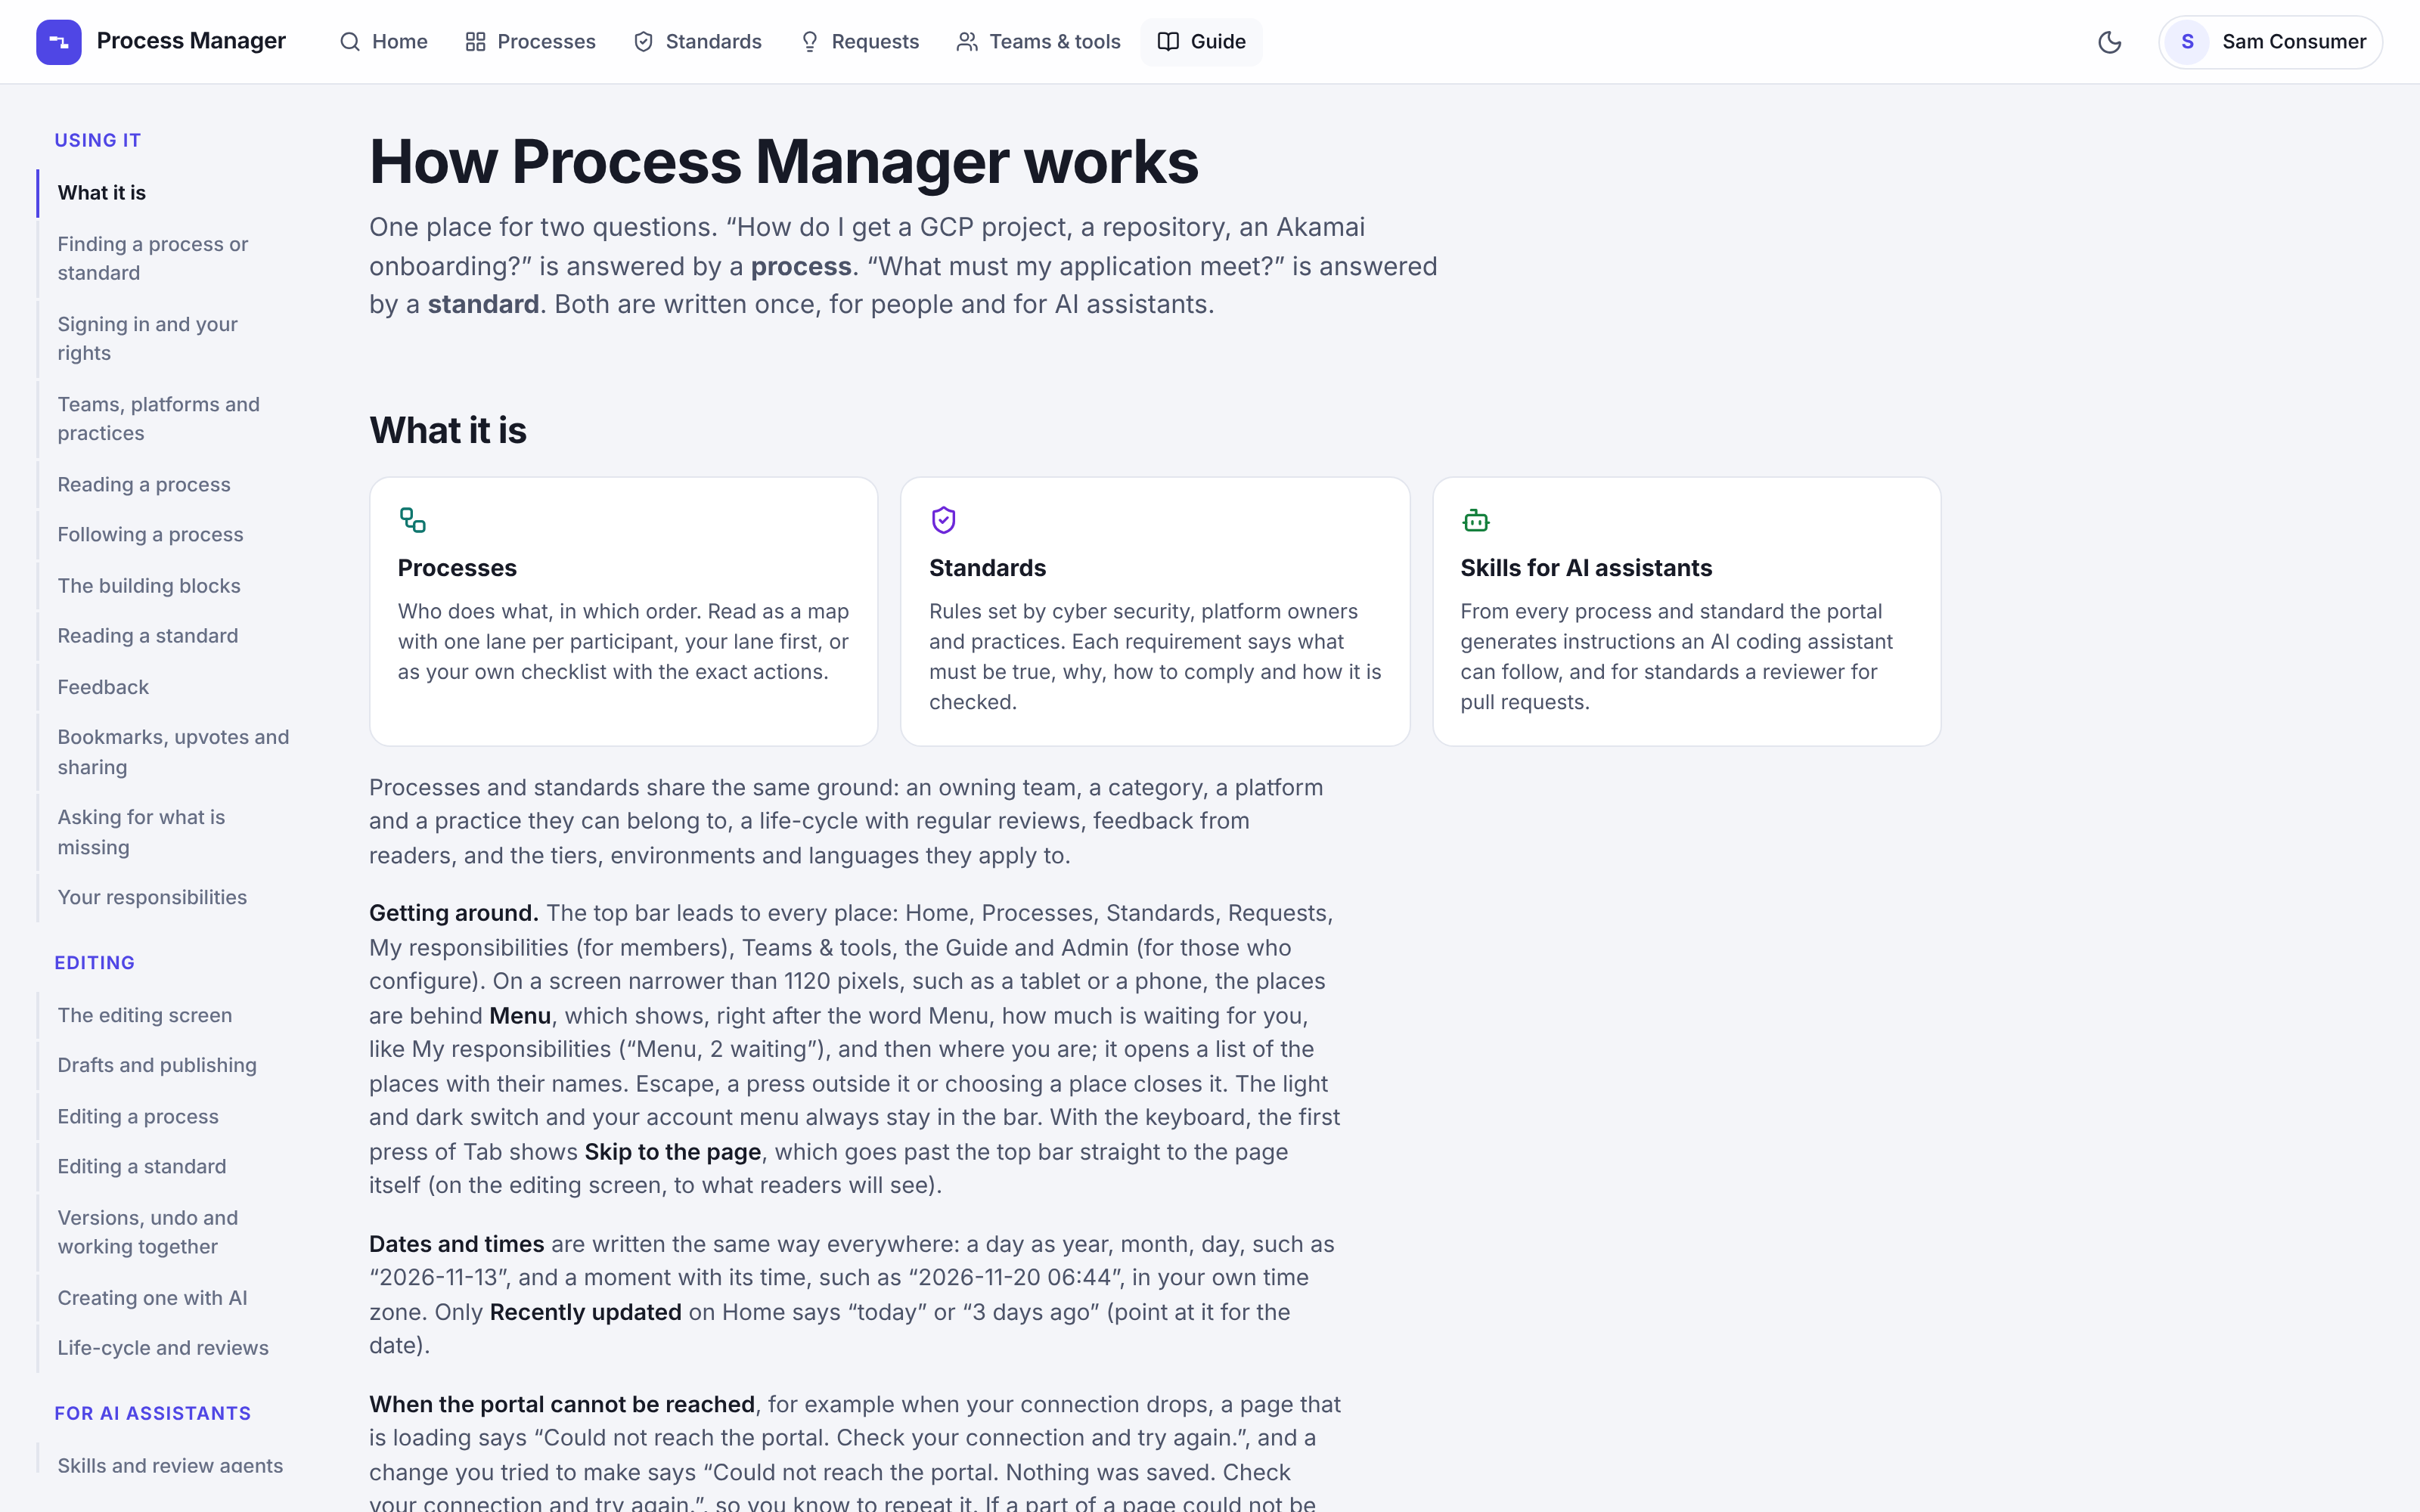 Process Manager
Home
Processes
Standards
Requests
Teams & tools
Guide
S
Sam Consumer
USING IT
What it is
Finding a process or
standard
Signing in and your
rights
Teams, platforms and
practices
Reading a process
Following a process
The building blocks
Reading a standard
Feedback
Bookmarks, upvotes and
sharing
Asking for what is
missing
Your responsibilities
EDITING
The editing screen
Drafts and publishing
Editing a process
Editing a standard
Versions, undo and
working together
Creating one with AI
Life-cycle and reviews
FOR AI ASSISTANTS
Skills and review agents
How Process Manager works
One place for two questions. “How do I get a GCP project, a repository, an Akamai
onboarding?” is answered by a process. “What must my application meet?” is answered
by a standard. Both are written once, for people and for AI assistants.
What it is
Processes
Who does what, in which order. Read as a map
with one lane per participant, your lane first, or
as your own checklist with the exact actions.
Standards
Rules set by cyber security, platform owners
and practices. Each requirement says what
must be true, why, how to comply and how it is
checked.
Skills for AI assistants
From every process and standard the portal
generates instructions an AI coding assistant
can follow, and for standards a reviewer for
pull requests.
Processes and standards share the same ground: an owning team, a category, a platform
and a practice they can belong to, a life-cycle with regular reviews, feedback from
readers, and the tiers, environments and languages they apply to.
Getting around. The top bar leads to every place: Home, Processes, Standards, Requests,
My responsibilities (for members), Teams & tools, the Guide and Admin (for those who
configure). On a screen narrower than 1120 pixels, such as a tablet or a phone, the places
are behind Menu, which shows, right after the word Menu, how much is waiting for you,
like My responsibilities (“Menu, 2 waiting”), and then where you are; it opens a list of the
places with their names. Escape, a press outside it or choosing a place closes it. The light
and dark switch and your account menu always stay in the bar. With the keyboard, the first
press of Tab shows Skip to the page, which goes past the top bar straight to the page
itself (on the editing screen, to what readers will see).
Dates and times are written the same way everywhere: a day as year, month, day, such as
“2026-11-13”, and a moment with its time, such as “2026-11-20 06:44”, in your own time
zone. Only Recently updated on Home says “today” or “3 days ago” (point at it for the
date).
When the portal cannot be reached, for example when your connection drops, a page that
is loading says “Could not reach the portal. Check your connection and try again.”, and a
change you tried to make says “Could not reach the portal. Nothing was saved. Check
your connection and try again.”, so you know to repeat it. If a part of a page could not be